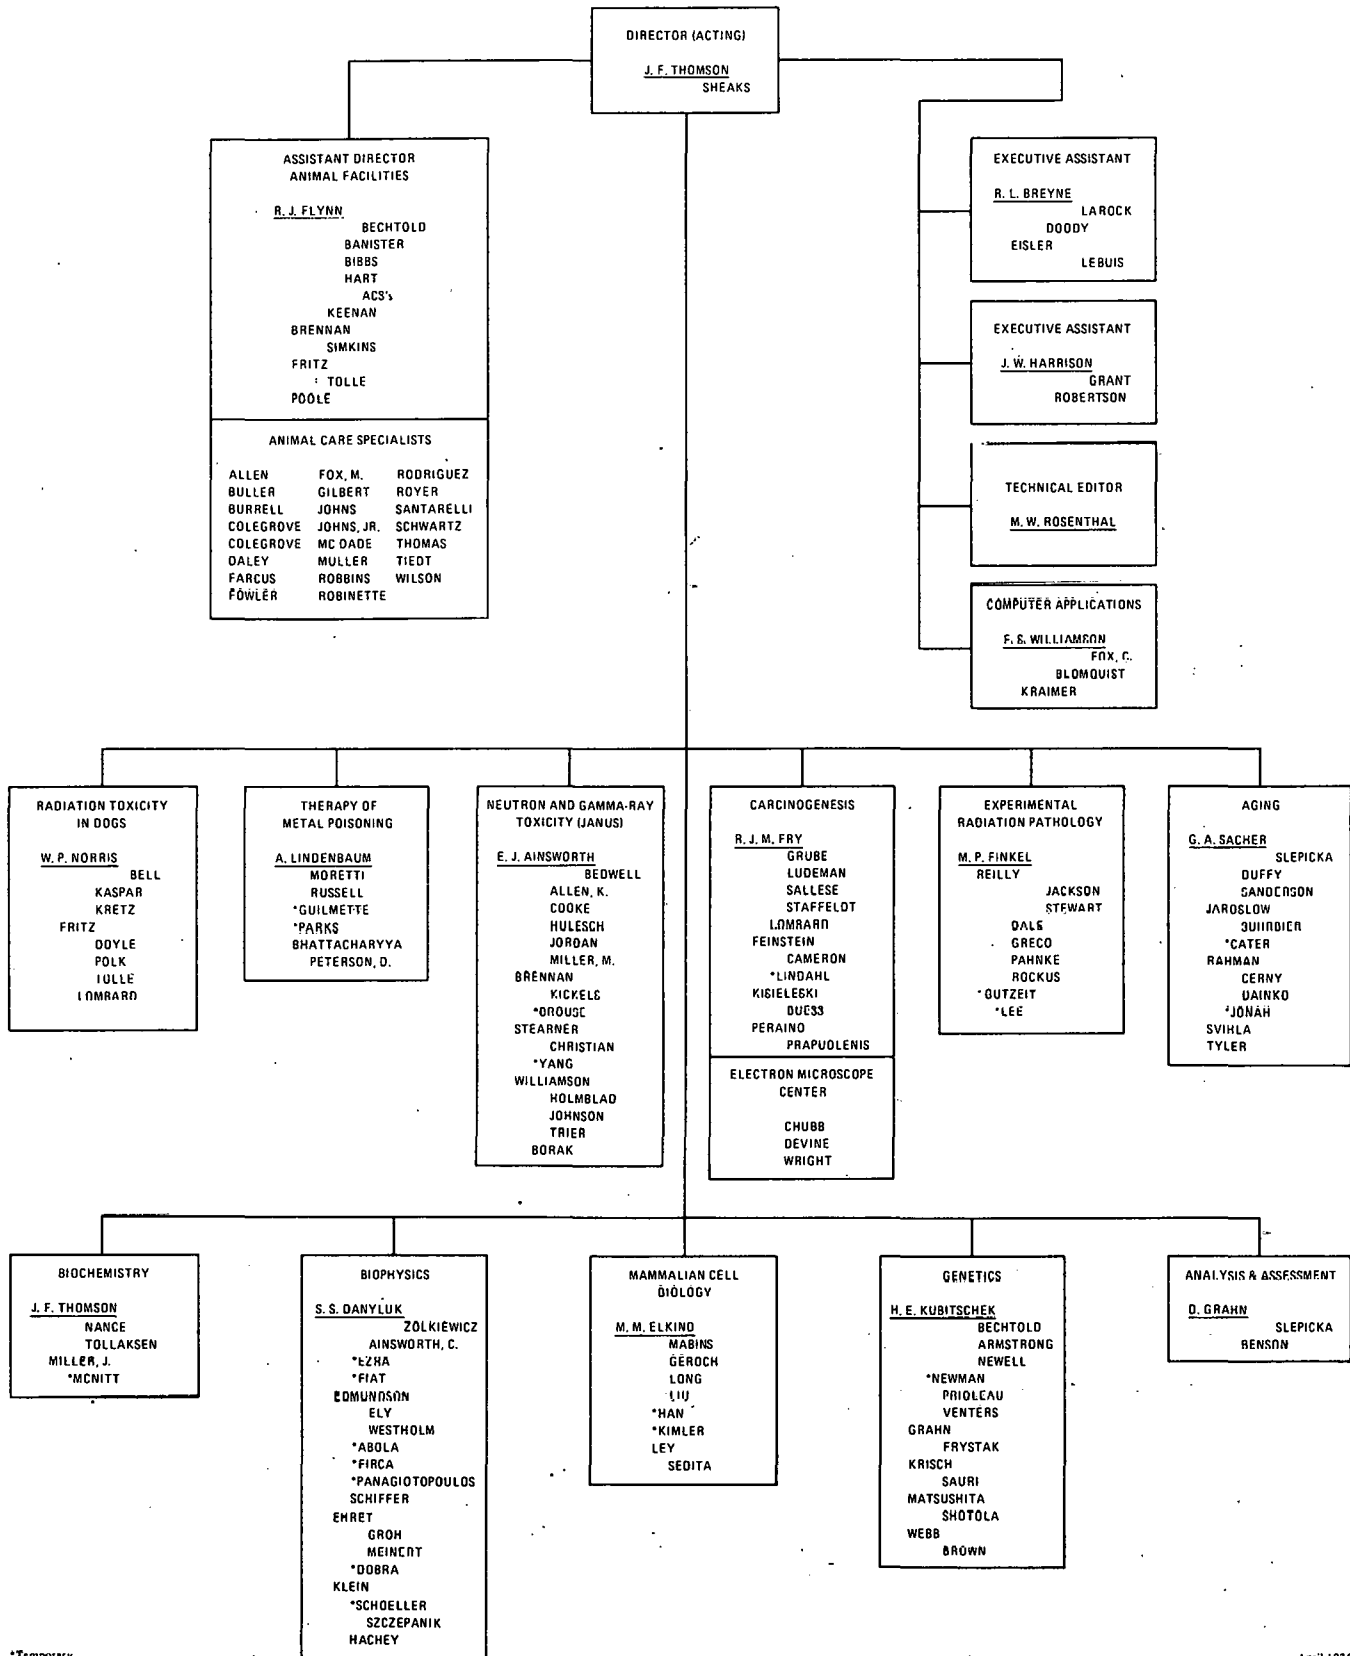 DIRECTOR (ACTING)
J. F. THOMSON
SHEAKS
ASSISTANT DIRECTOR
ANIMAL FACILITIES
R. J. FLYNN
BECHTOLD
BANISTER
BIBBS
HART
ACS's
KEENAN
BRENNAN
SIMKINS
FRITZ
TOLLE
POOLE
ANIMAL CARE SPECIALISTS
ALLEN FOX, M. RODRIGUEZ
BULLER GILBERT ROYER
BURRELL JOHNS SANTARELLI
COLEGROVE JOHNS, JR. SCHWARTZ
COLEGROVE MC DADE THOMAS
DALEY MULLER TIEDT
FARCUS ROBBINS WILSON
FOWLER ROBINETTE
EXECUTIVE ASSISTANT
R. L. BREYNE
LAROCK
DOODY
EISLER
LEBUIS
EXECUTIVE ASSISTANT
J. W. HARRISON
GRANT
ROBERTSON
TECHNICAL EDITOR
M. W. ROSENTHAL
COMPUTER APPLICATIONS
F. S. WILLIAMSON
FOX, C.
BLOMQUIST
KRAIMER
RADIATION TOXICITY
IN DOGS
W. P. NORRIS
BELL
KASPAR
KRETZ
FRITZ
DOYLE
POLK
TOLLE
LOMBARD
THERAPY OF
METAL POISONING
A. LINDENBAUM
MORETTI
RUSSELL
*GUILMETTE
*PARKS
BHATTACHARYYA
PETERSON, D.
NEUTRON AND GAMMA-RAY
TOXICITY (JANUS)
E. J. AINSWORTH
BEDWELL
ALLEN, K.
COOKE
HULESCH
JORDAN
MILLER, M.
BRENNAN
KICKELS
*CROUSE
STEARNER
CHRISTIAN
*YANG
WILLIAMSON
HOLMBLAD
JOHNSON
TRIER
BORAK
CARCINOGENESIS
R. J. M. FRY
GRUBE
LUDEMAN
SALLESE
STAFFELDT
LOMBARD
FEINSTEIN
CAMERON
*LINDAHL
KISIELESKI
BUESS
PERAINO
PRAPUOLENIS
ELECTRON MICROSCOPE
CENTER
CHUBB
DEVINE
WRIGHT
EXPERIMENTAL
RADIATION PATHOLOGY
M. P. FINKEL
REILLY
JACKSON
STEWART
DALE
GRECO
PAHNKE
ROCKUS
*GUTZEIT
*LEE
AGING
G. A. SACHER
SLEPICKA
DUFFY
SANDERSON
JAROSLOW
*CATER
RAHMAN
CERNY
DAINKO
*JONAH
SVIHLA
TYLER
BIOCHEMISTRY
J. F. THOMSON
NANCE
TOLLAKSEN
MILLER, J.
*MCNITT
BIOPHYSICS
S. S. DANYLUK
ZOLKIEWICZ
AINSWORTH, C.
*EZRA
*FIAT
EDMUNDSON
ELY
WESTHOLM
*ABOLA
*FIRCA
*PANAGIOTOPOULOS
SCHIFFER
EHRET
GROH
MEINERT
*DOBRA
KLEIN
*SCHOELLER
SZCZEPANIK
HACHEY
MAMMALIAN CELL
BIOLOGY
M. M. ELKIND
MABINS
GEROCH
LONG
LIU
*HAN
*KIMLER
LEY
SEDITA
GENETICS
H. E. KUBITSCHEK
BECHTOLD
ARMSTRONG
NEWELL
*NEWMAN
PRIOLEAU
VENTERS
GRAHN
FRYSTAK
KRISCH
SAURI
MATSUSHITA
SHOTOLA
WEBB
BROWN
ANALYSIS & ASSESSMENT
D. GRAHN
SLEPICKA
BENSON
*Temporary
April